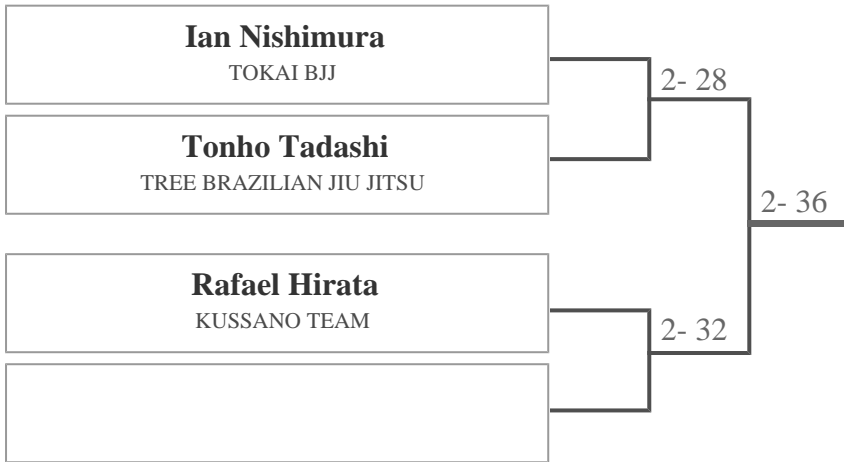 Ian Nishimura
TOKAI BJJ
2- 28
Tonho Tadashi
TREE BRAZILIAN JIU JITSU
2- 36
Rafael Hirata
KUSSANO TEAM
2- 32